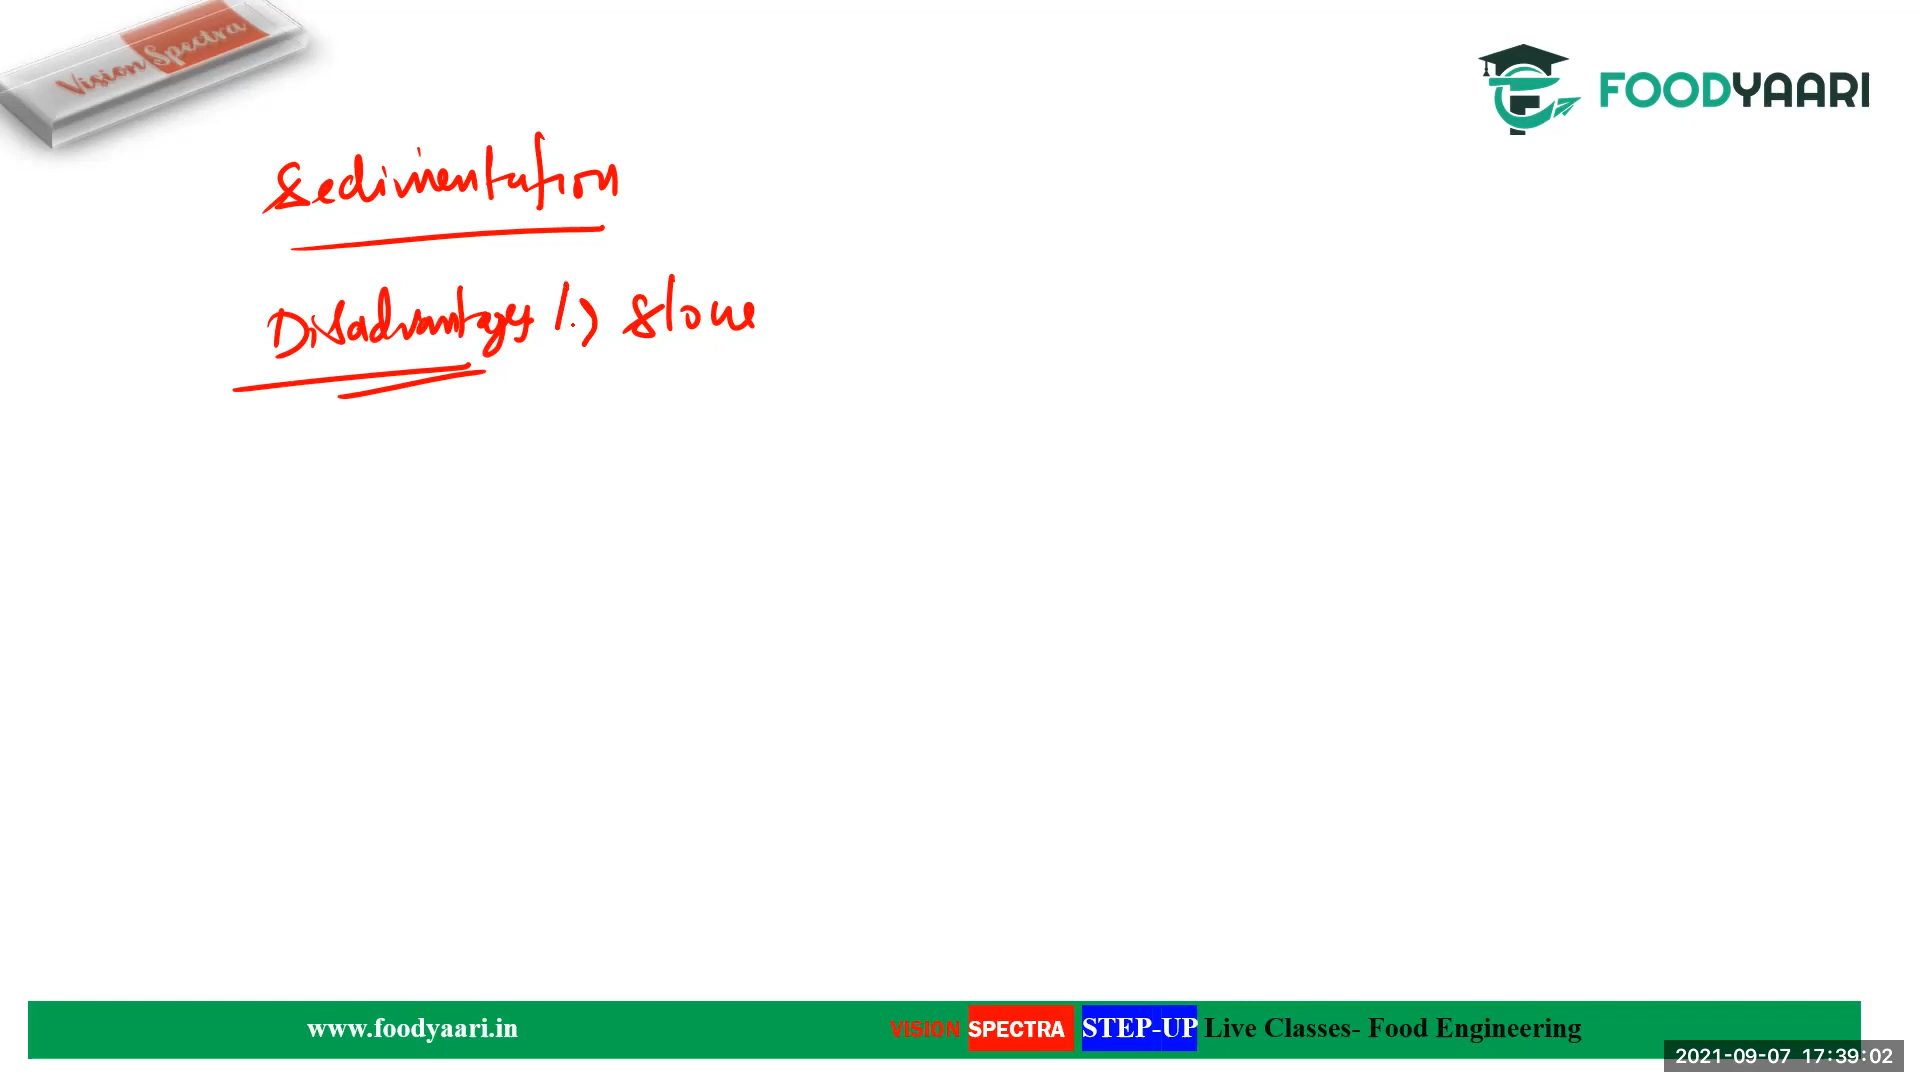 Vision Spectra
FOODYAARI
Sedimentation
Disadvantages 1.) Slow
www.foodyaari.in
VISION SPECTRA STEP-UP Live Classes- Food Engineering
2021-09-07 17:39:02